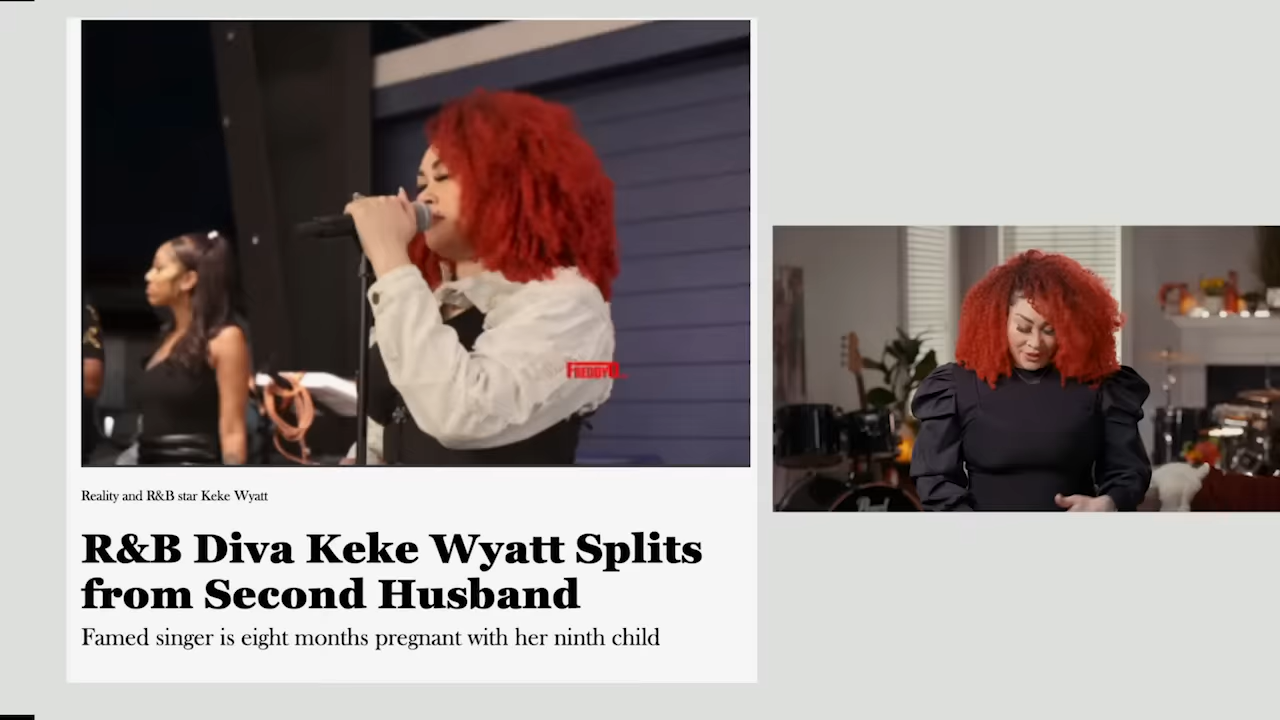 FREDDYO
Reality and R&B star Keke Wyatt
R&B Diva Keke Wyatt Splits
from Second Husband
Famed singer is eight months pregnant with her ninth child